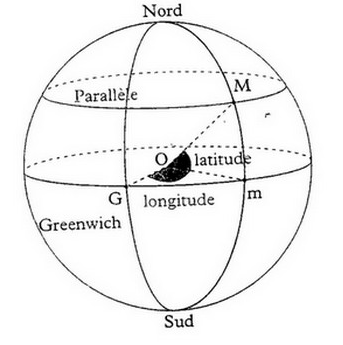 Nord
M
Parallèle
O latitude
G longitude m
Greenwich
Sud